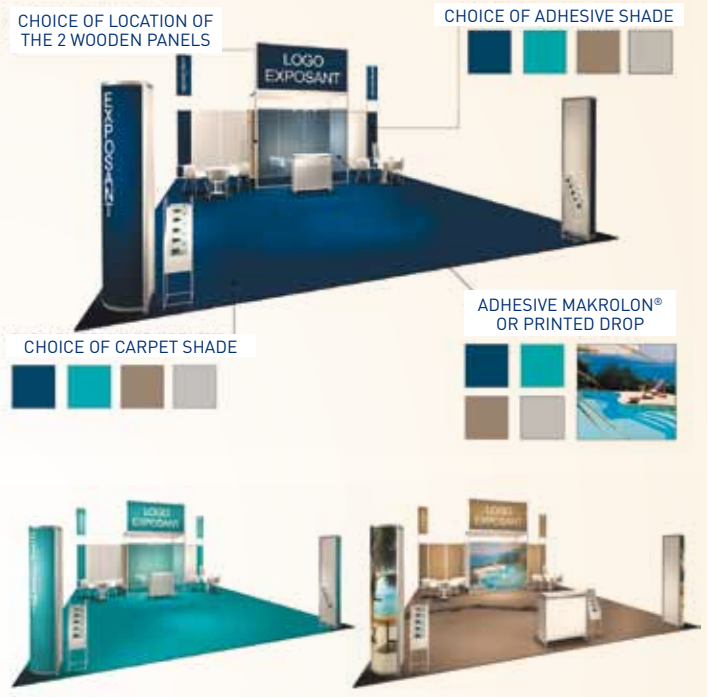 CHOICE OF LOCATION OF
THE 2 WOODEN PANELS
CHOICE OF ADHESIVE SHADE
LOGO
EXPOSANT
EXPOSANT
ADHESIVE MAKROLON®
OR PRINTED DROP
CHOICE OF CARPET SHADE
LOGO
EXPOSANT
LOGO
EXPOSANT